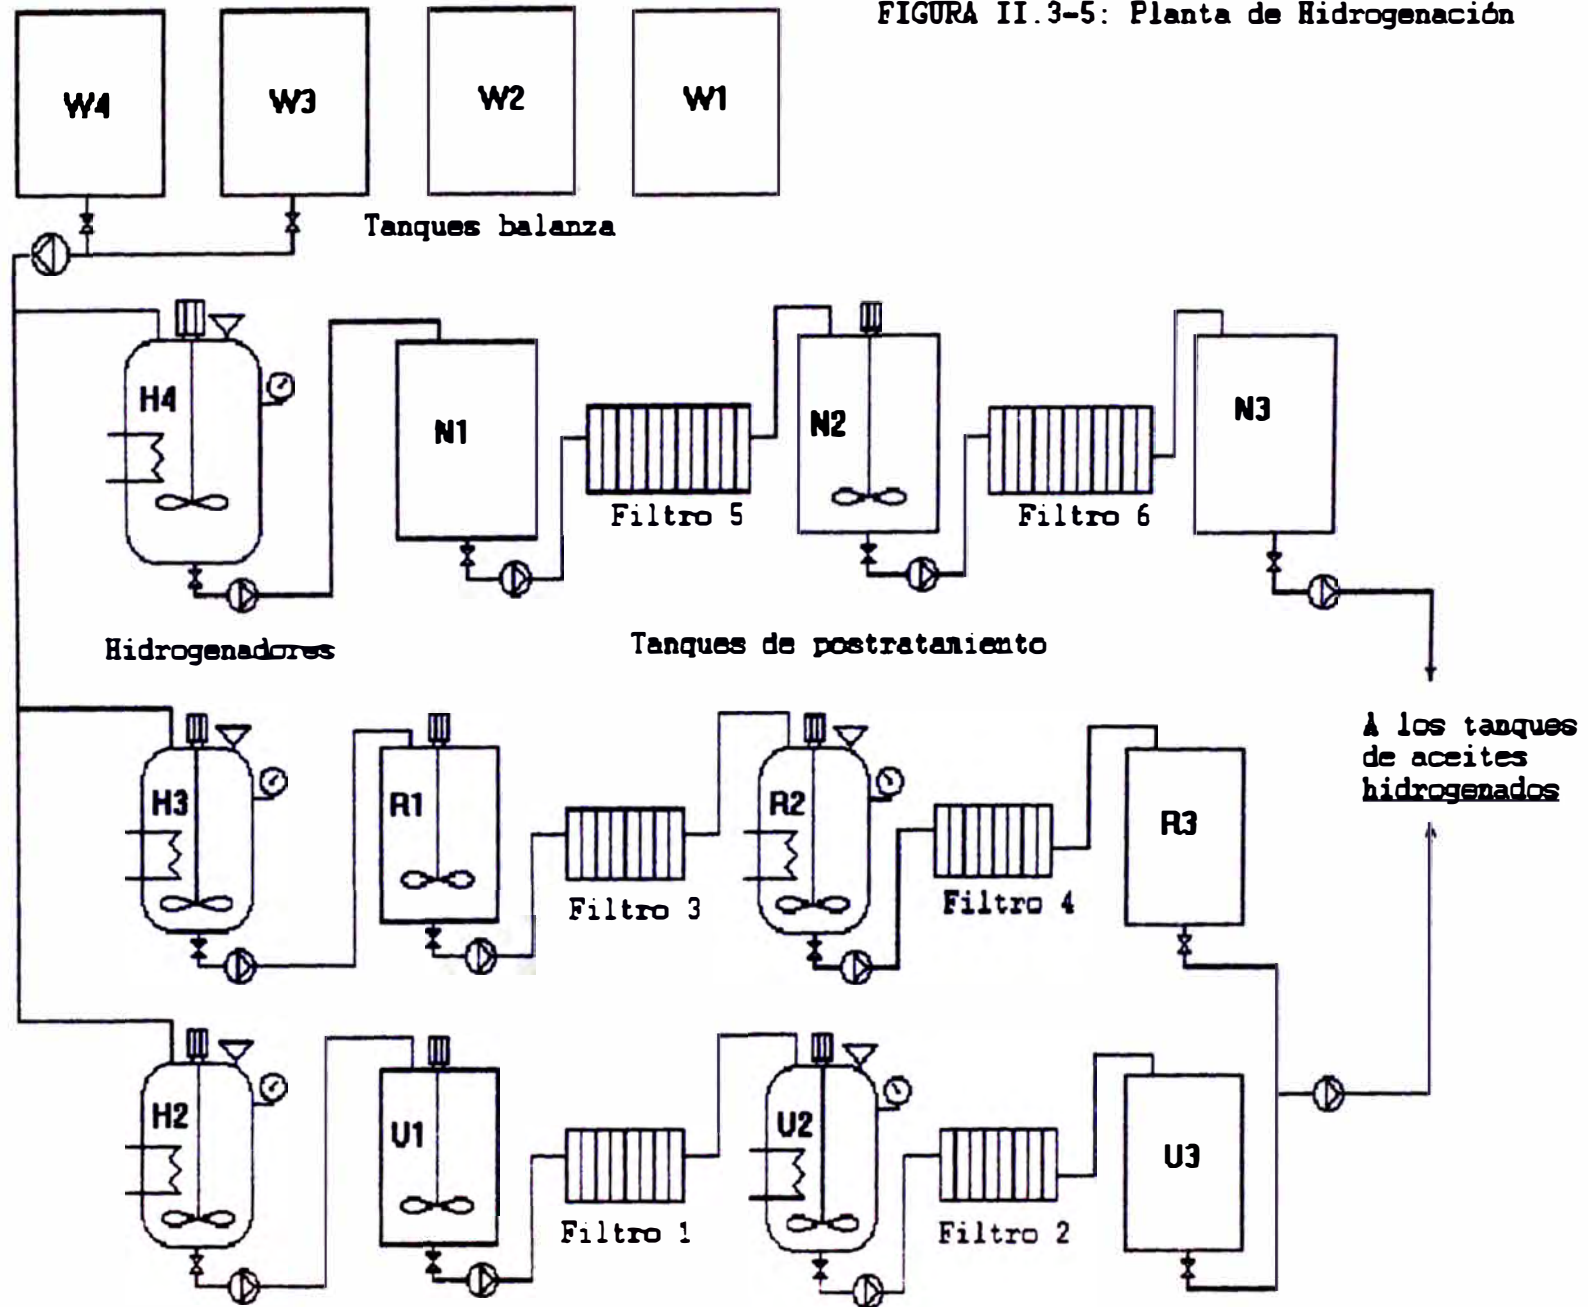 FIGURA II.3-5: Planta de Hidrogenación
W4
W3
W2
W1
Tanques balanza
H4
N1
N2
N3
Filtro 5
Filtro 6
Hidrogenadores
Tanques de postratamiento
A los tanques
de aceites
hidrogenados
H3
R1
R2
R3
Filtro 3
Filtro 4
H2
U1
U2
U3
Filtro 1
Filtro 2